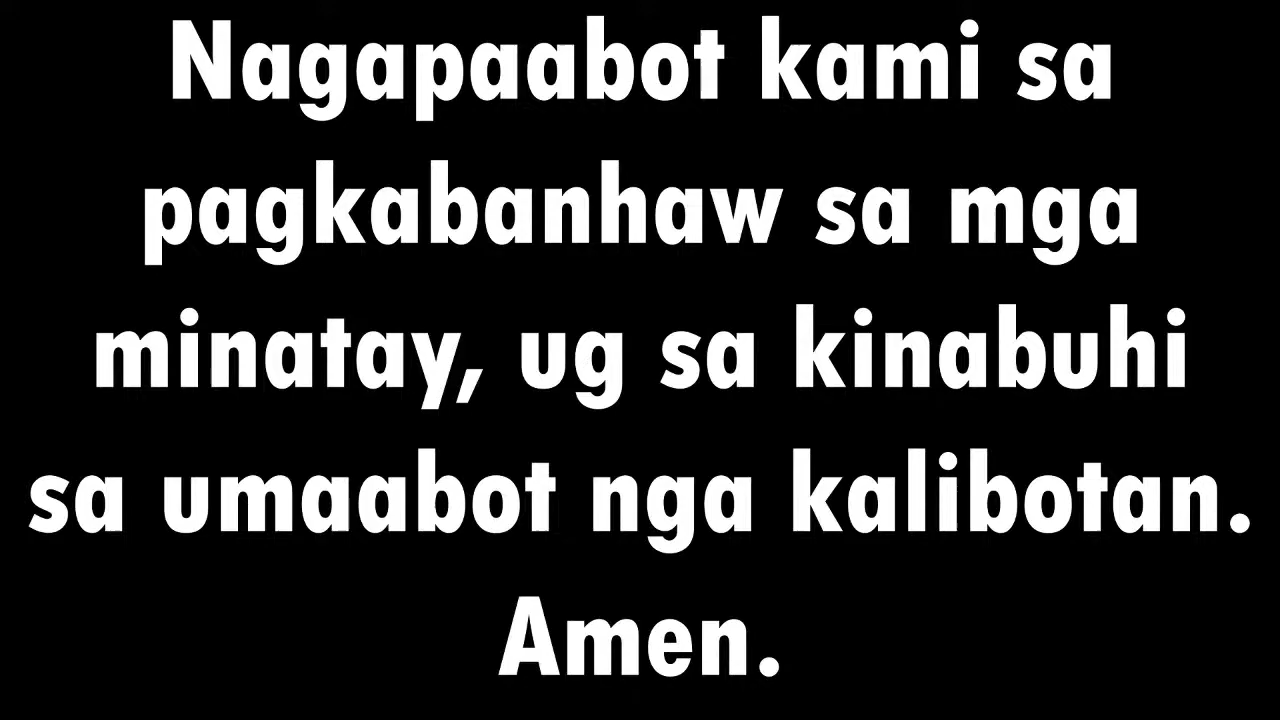 Nagapaabot kami sa
pagkabanhaw sa mga
minatay, ug sa kinabuhi
sa umaabot nga kalibotan.
Amen.